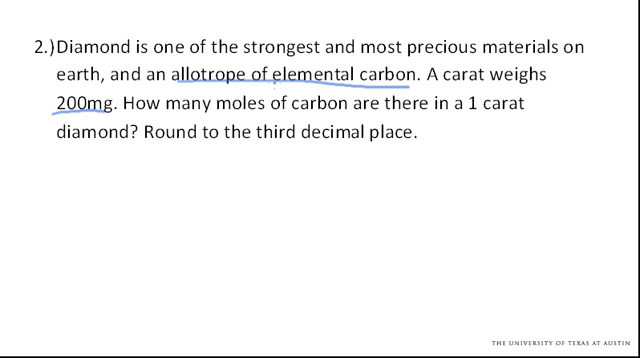 2.)Diamond is one of the strongest and most precious materials on
earth, and an allotrope of elemental carbon. A carat weighs
200mg. How many moles of carbon are there in a 1 carat
diamond? Round to the third decimal place.
THE UNIVERSITY OF TEXAS AT AUSTIN